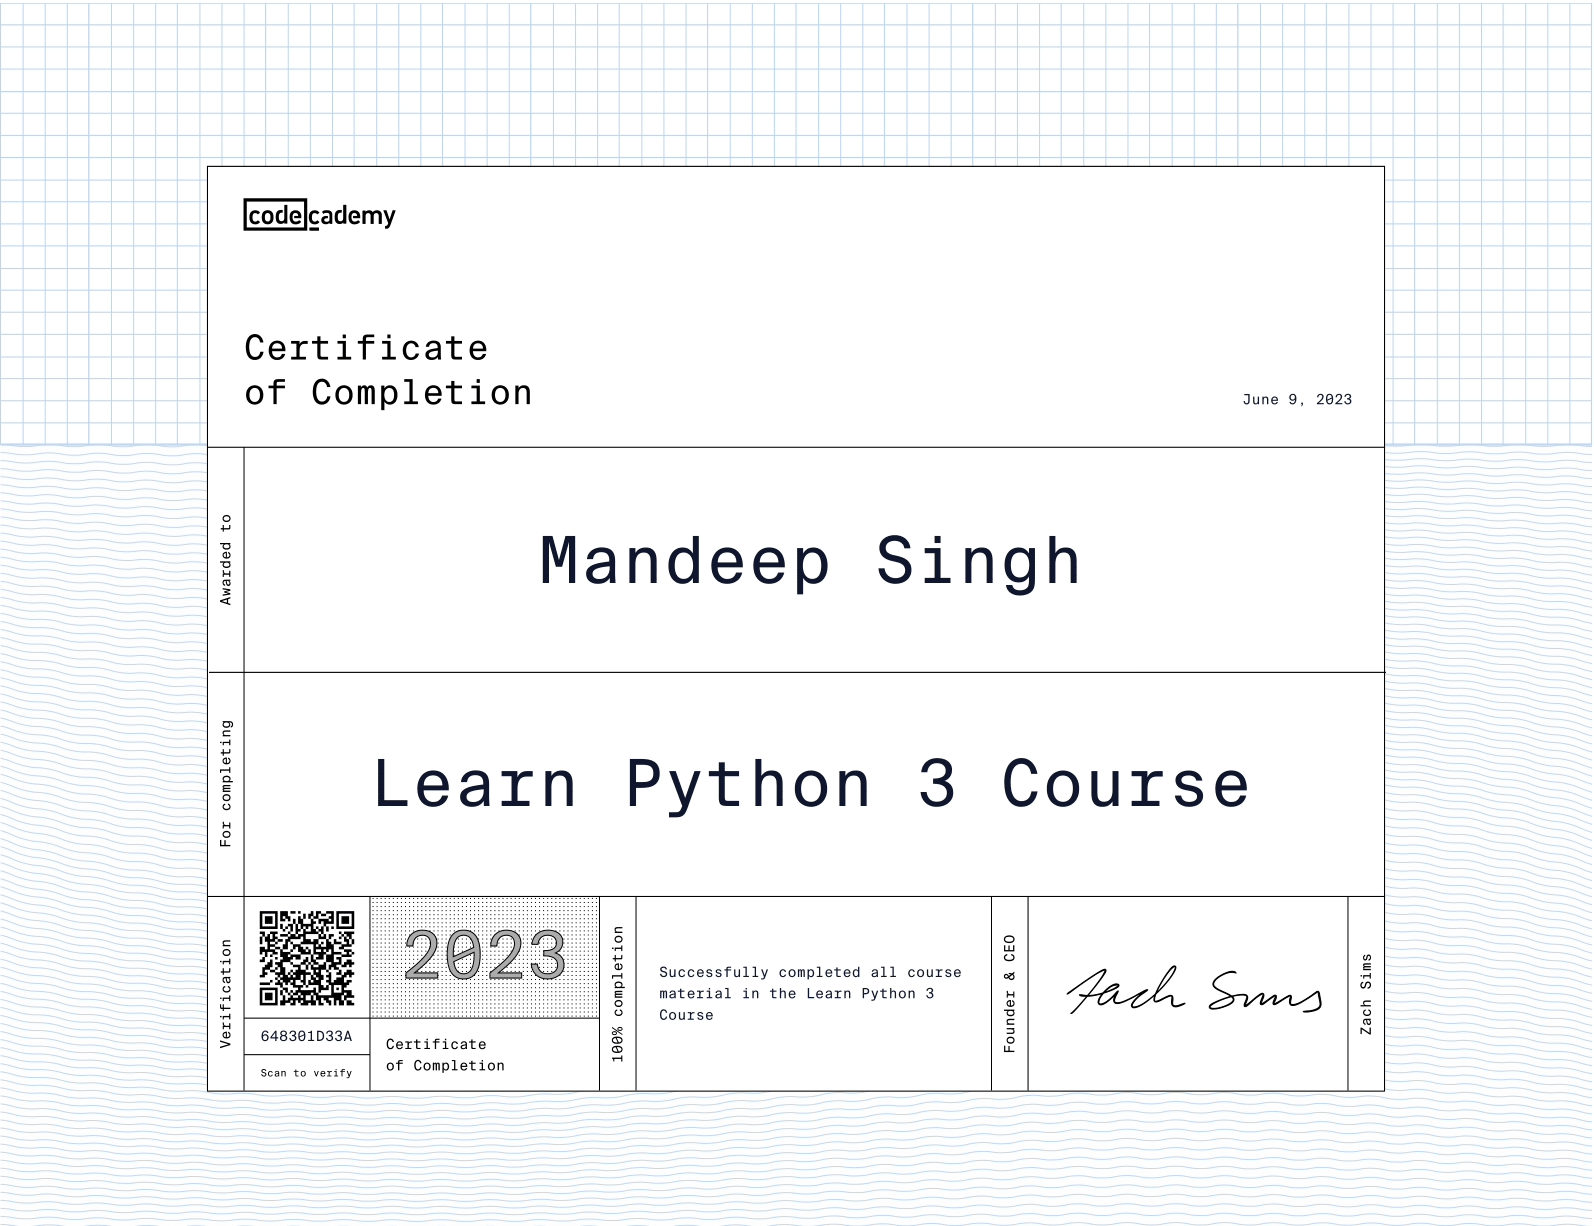 codecademy
Certificate
of Completion
June 9, 2023
Awarded to
Mandeep Singh
For completing
Learn Python 3 Course
Verification
648301D33A
Scan to verify
2023
Certificate
of Completion
100% completion
Successfully completed all course
material in the Learn Python 3
Course
Founder & CEO
Zach Sims
Zach Sims